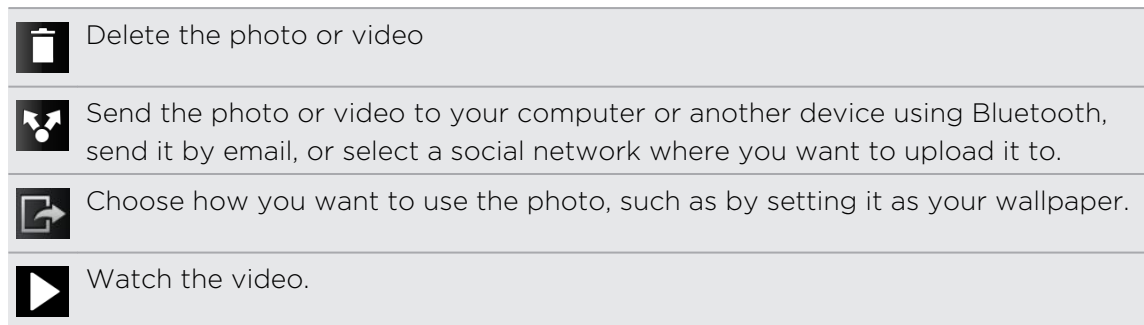 Delete the photo or video
Send the photo or video to your computer or another device using Bluetooth,
send it by email, or select a social network where you want to upload it to.
Choose how you want to use the photo, such as by setting it as your wallpaper.
Watch the video.